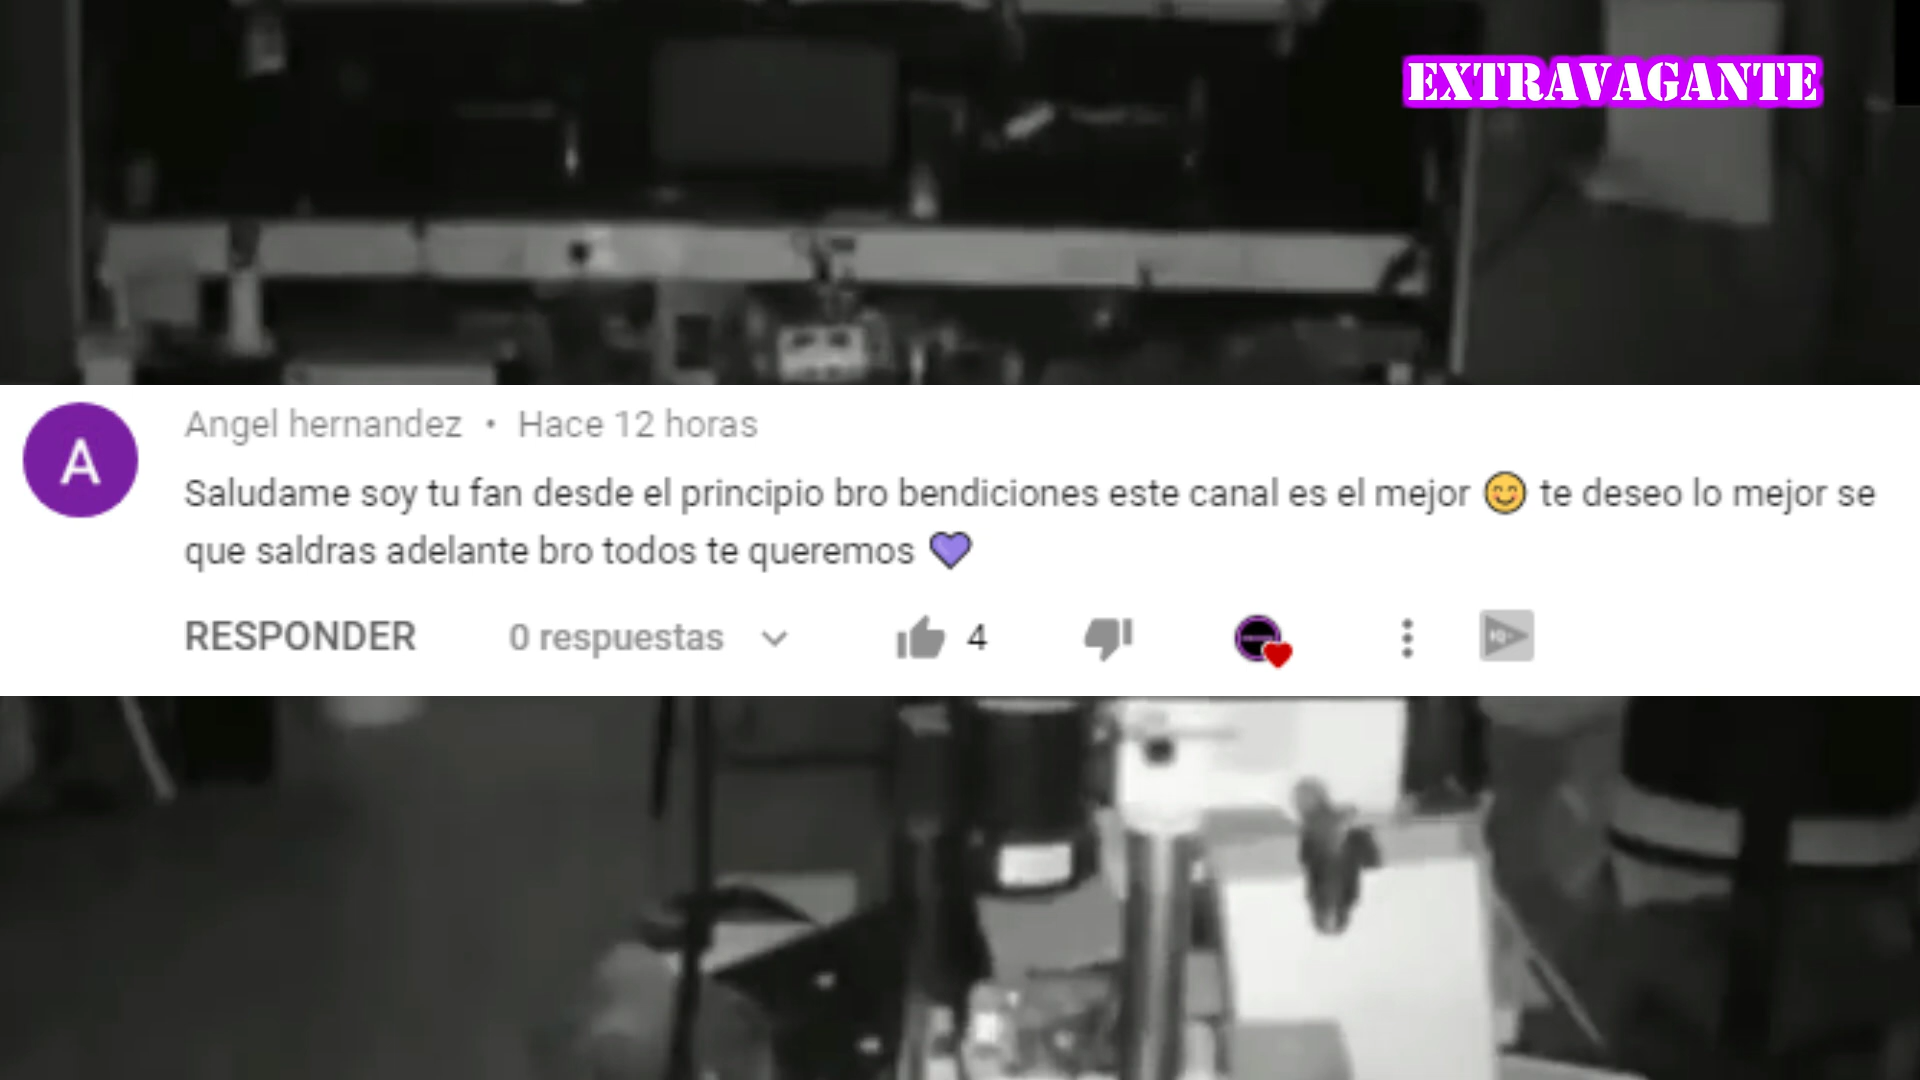 EXTRAVAGANTE
A
Angel hernandez • Hace 12 horas
Saludame soy tu fan desde el principio bro bendiciones este canal es el mejor 😊 te deseo lo mejor se
que saldras adelante bro todos te queremos 💜
RESPONDER 0 respuestas 4